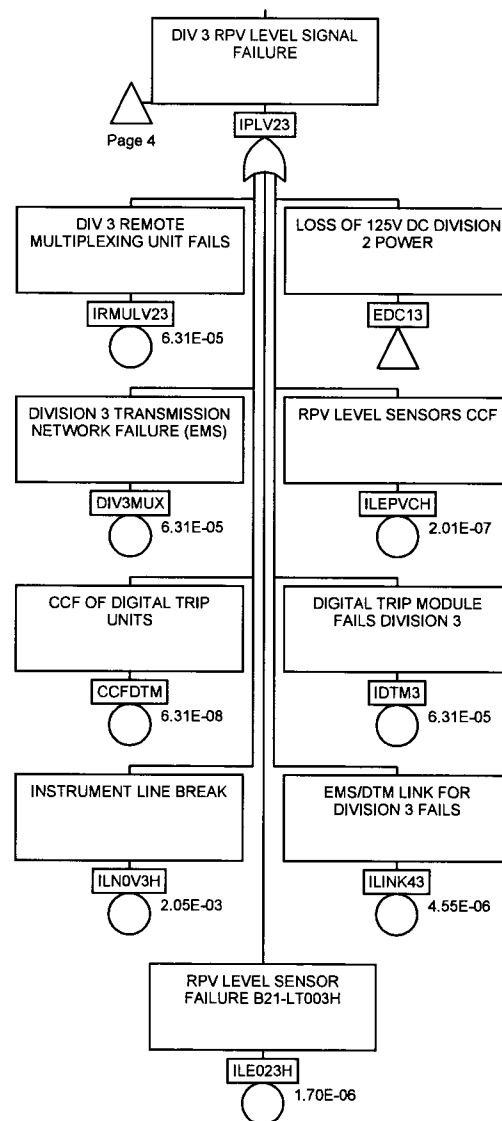 DIV 3 RPV LEVEL SIGNAL
FAILURE
Page 4
IPLV23
DIV 3 REMOTE
MULTIPLEXING UNIT FAILS
IRMULV23
6.31E-05
LOSS OF 125V DC DIVISION
2 POWER
EDC13
DIVISION 3 TRANSMISSION
NETWORK FAILURE (EMS)
DIV3MUX
6.31E-05
RPV LEVEL SENSORS CCF
ILEPVCH
2.01E-07
CCF OF DIGITAL TRIP
UNITS
CCFDTM
6.31E-08
DIGITAL TRIP MODULE
FAILS DIVISION 3
IDTM3
6.31E-05
INSTRUMENT LINE BREAK
ILN0V3H
2.05E-03
EMS/DTM LINK FOR
DIVISION 3 FAILS
ILINK43
4.55E-06
RPV LEVEL SENSOR
FAILURE B21-LT003H
ILE023H
1.70E-06